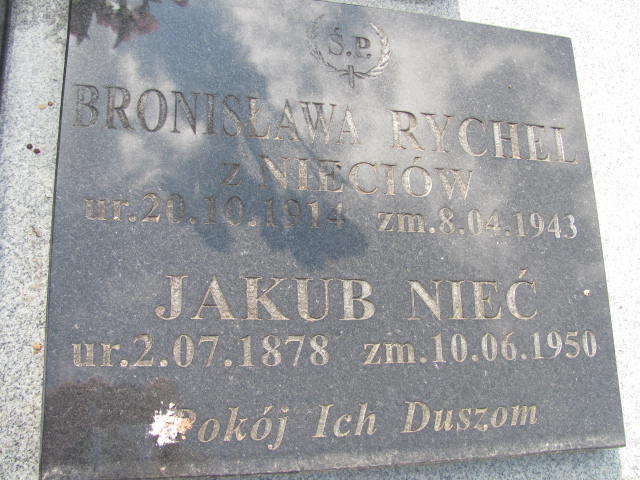 Ś.P.
BRONISŁAWA RYCHEL
z NIECIÓW
ur.20.10.1914 zm.8.04.1943
JAKUB NIEĆ
ur.2.07.1878 zm.10.06.1950
Pokój Ich Duszom